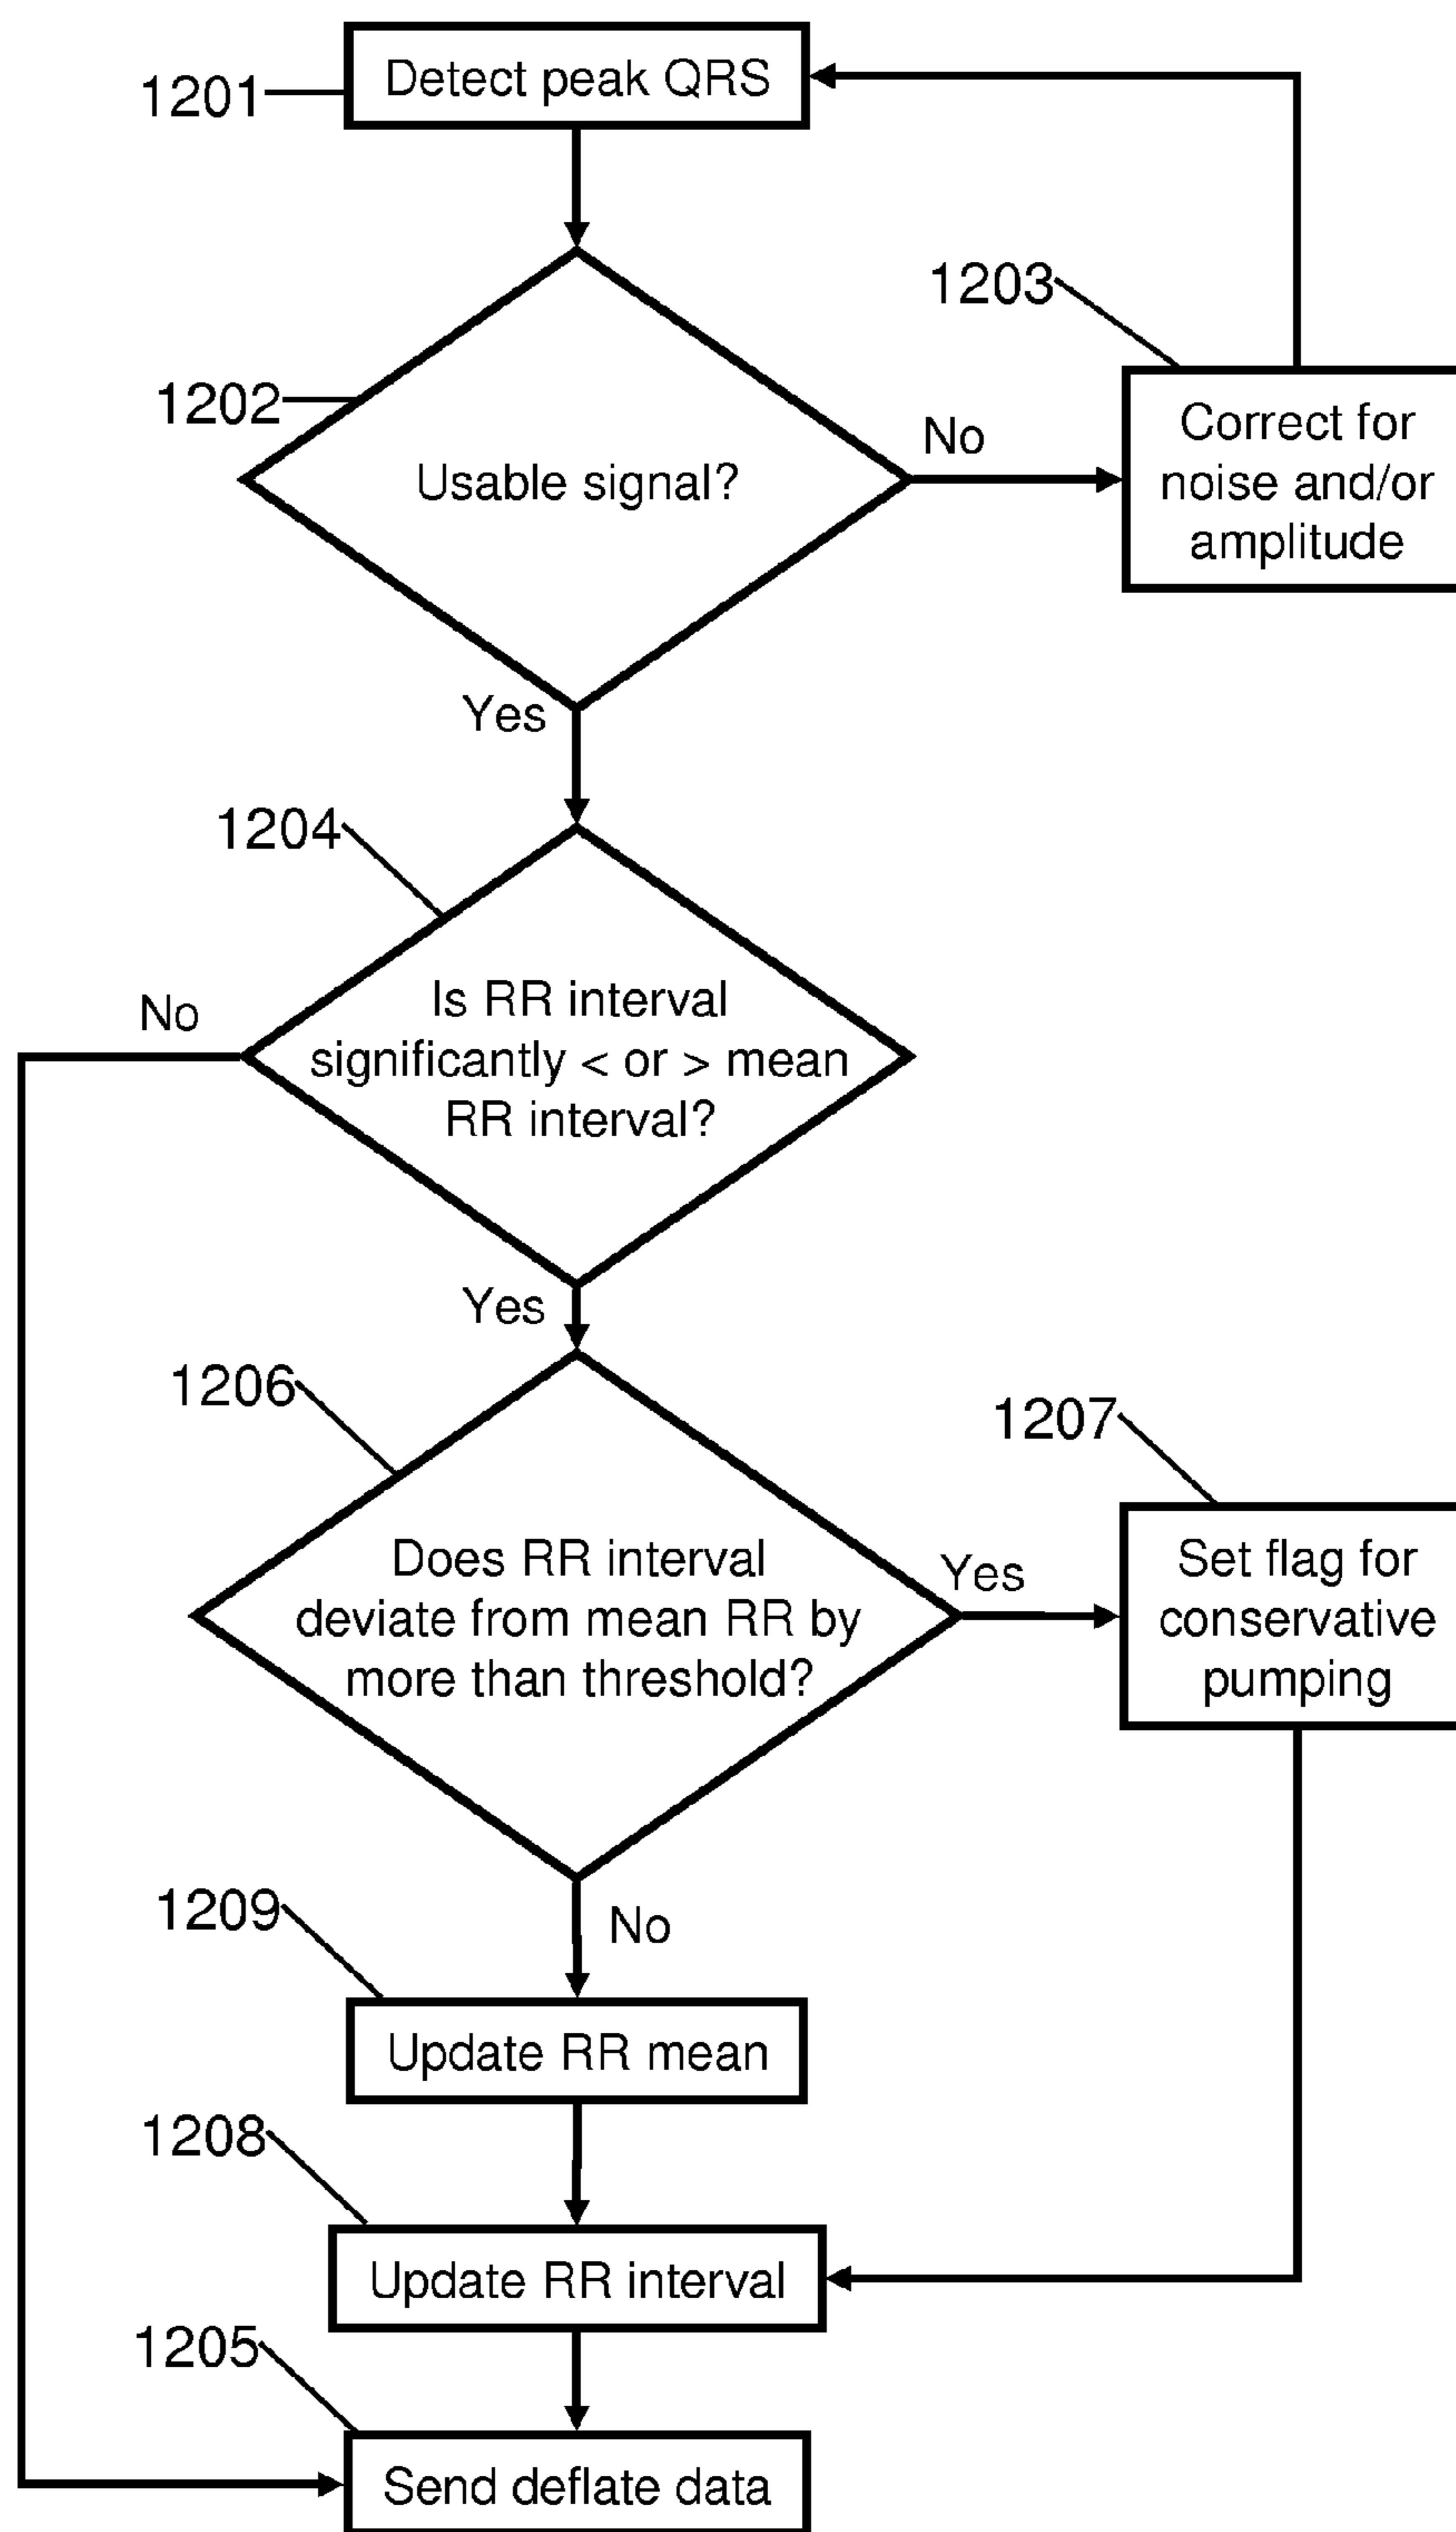 1201
Detect peak QRS
1202
Usable signal?
No
1203
Correct for
noise and/or
amplitude
Yes
1204
No
Is RR interval
significantly < or > mean
RR interval?
Yes
1206
Does RR interval
deviate from mean RR by
more than threshold?
Yes
1207
Set flag for
conservative
pumping
No
1209
Update RR mean
1208
Update RR interval
1205
Send deflate data